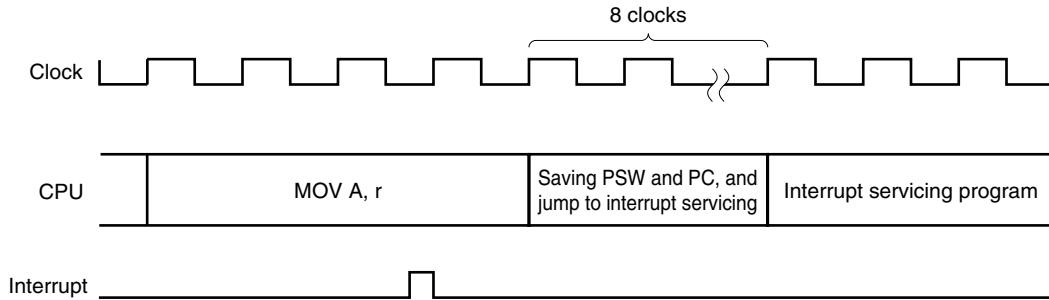 8 clocks
Clock
CPU
MOV A, r
Saving PSW and PC, and
jump to interrupt servicing
Interrupt servicing program
Interrupt